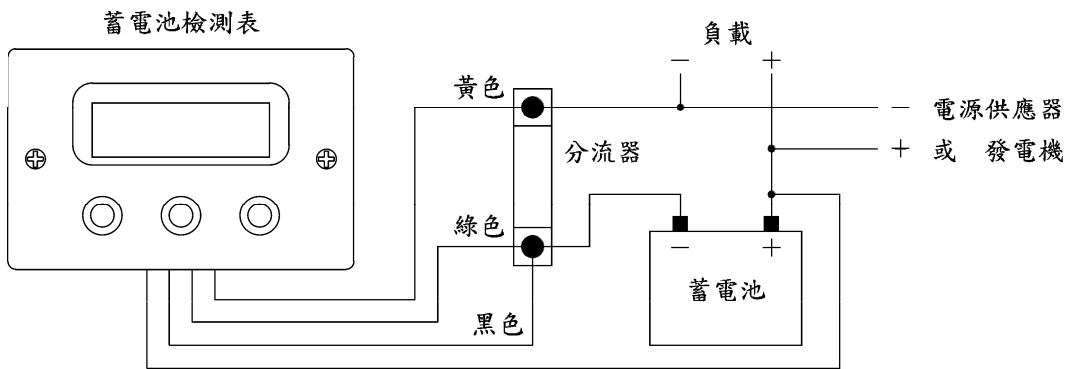 蓄電池檢測表
負載
− +
黃色
− 電源供應器
分流器
+ 或 發電機
綠色
− +
蓄電池
黑色